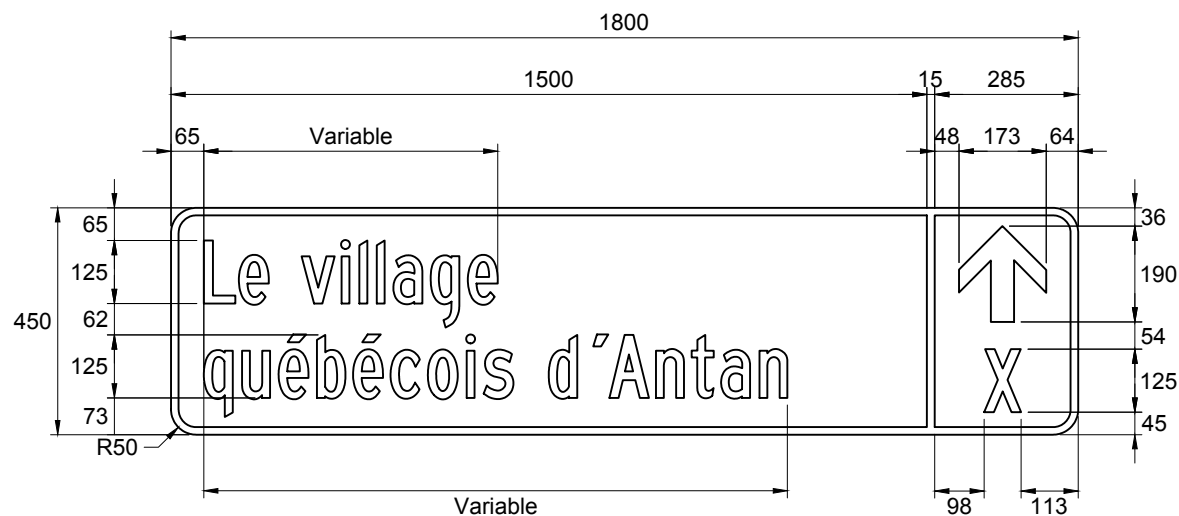 1800
1500 15 285
65 Variable 48 173 64
65 36
125 190
450 62 54
125 125
73 45
Le village
québécois d´Antan
X
R50
Variable 98 113